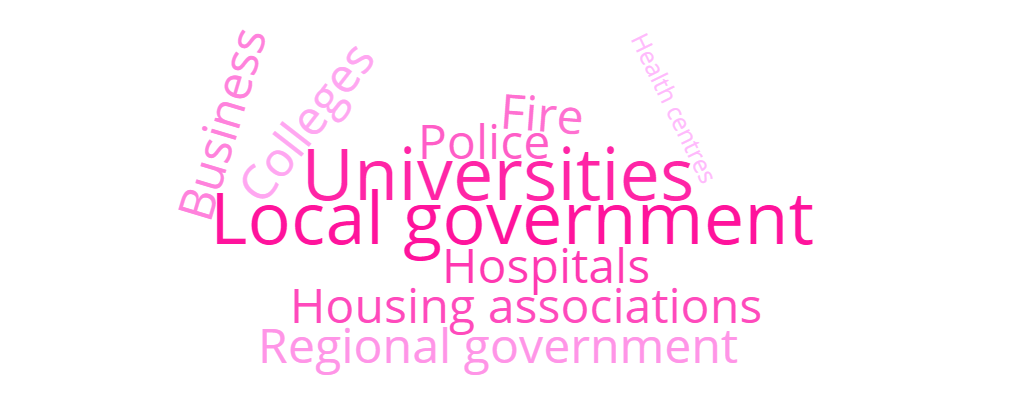 Business
Colleges
Health centres
Fire
Police
Universities
Local government
Hospitals
Housing associations
Regional government